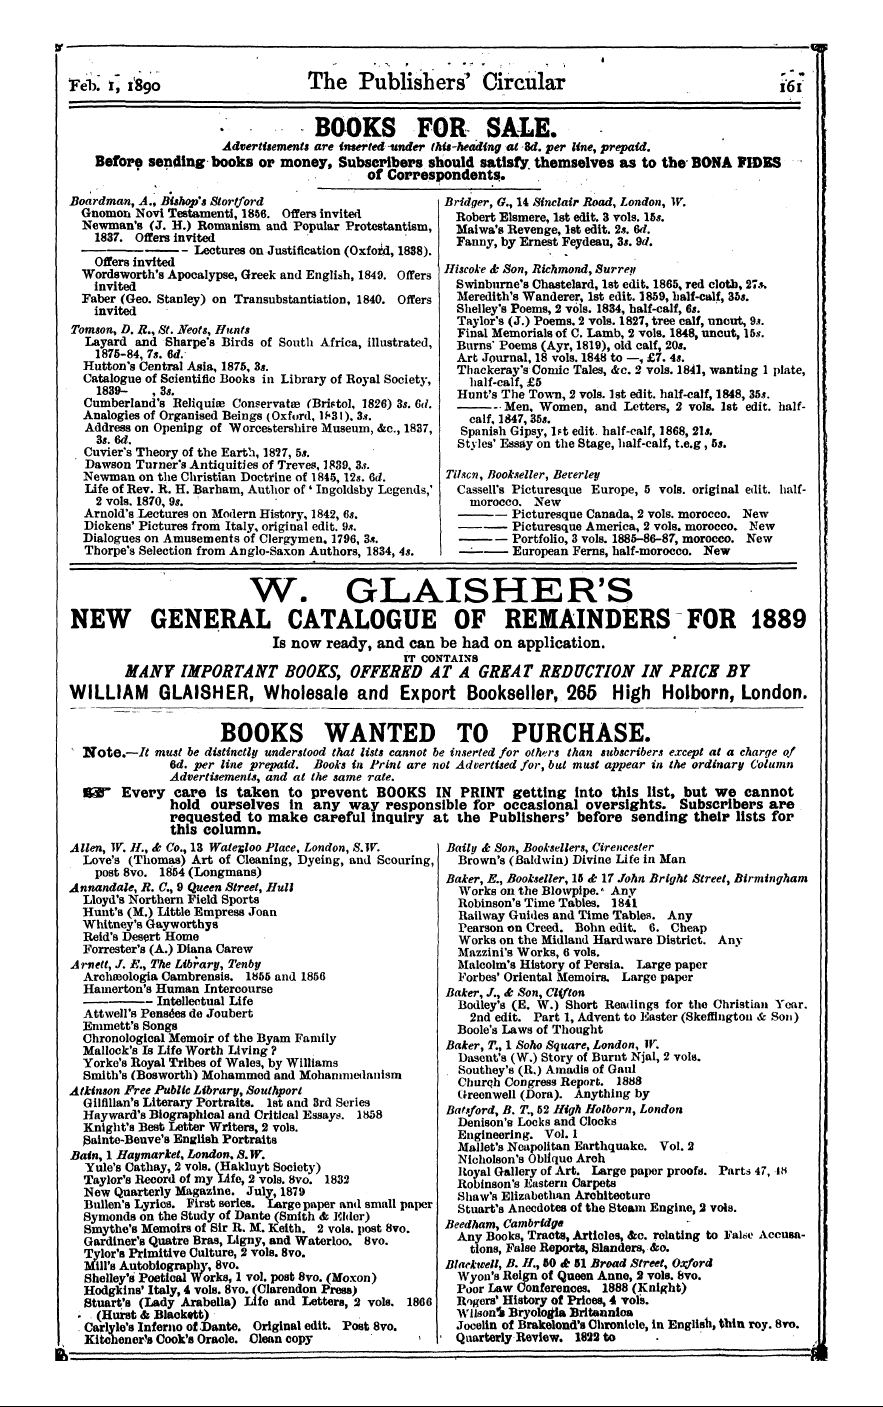 Feb. 1, 1890
The Publishers' Circular
161
BOOKS FOR SALE.
Advertisements are inserted under this heading at 8d. per line, prepaid.
Before sending books or money, Subscribers should satisfy themselves as to the BONA FIDES
of Correspondents.
Boardman, A., Bishop's Stortford
Gnomon Novi Testamenti, 1856. Offers invited
Newman's (J. H.) Romanism and Popular Protestantism,
1837. Offers invited
——— Lectures on Justification (Oxford, 1838).
Offers invited
Wordsworth's Apocalypse, Greek and English, 1849. Offers
invited
Faber (Geo. Stanley) on Transubstantiation, 1840. Offers
invited
Tomson, D. R., St. Neots, Hunts
Layard and Sharpe's Birds of South Africa, illustrated,
1875-84, 7s. 6d.
Hutton's Central Asia, 1875, 3s.
Catalogue of Scientific Books in Library of Royal Society,
1839- , 3s.
Cumberland's Reliquiæ Conservatæ (Bristol, 1826) 3s. 6d.
Analogies of Organised Beings (Oxford, 1831), 3s.
Address on Opening of Worcestershire Museum, &c., 1837,
3s. 6d.
Cuvier's Theory of the Earth, 1827, 5s.
Dawson Turner's Antiquities of Treves, 1839, 3s.
Newman on the Christian Doctrine of 1845, 12s. 6d.
Life of Rev. R. H. Barham, Author of ' Ingoldsby Legends,'
2 vols. 1870, 9s.
Arnold's Lectures on Modern History, 1842, 6s.
Dickens' Pictures from Italy, original edit. 9s.
Dialogues on Amusements of Clergymen, 1796, 3s.
Thorpe's Selection from Anglo-Saxon Authors, 1834, 4s.
Bridger, G., 14 Sinclair Road, London, W.
Robert Elsmere, 1st edit. 3 vols. 15s.
Maiwa's Revenge, 1st edit. 2s. 6d.
Fanny, by Ernest Feydeau, 3s. 9d.
Hiscoke & Son, Richmond, Surrey
Swinburne's Chastelard, 1st edit. 1865, red cloth, 27s.
Meredith's Wanderer, 1st edit. 1859, half-calf, 35s.
Shelley's Poems, 2 vols. 1834, half-calf, 6s.
Taylor's (J.) Poems, 2 vols. 1827, tree calf, uncut, 9s.
Final Memorials of C. Lamb, 2 vols. 1848, uncut, 15s.
Burns' Poems (Ayr, 1819), old calf, 20s.
Art Journal, 18 vols. 1848 to —, £7. 4s.
Thackeray's Comic Tales, &c. 2 vols. 1841, wanting 1 plate,
half-calf, £5
Hunt's The Town, 2 vols. 1st edit. half-calf, 1848, 35s.
——— Men, Women, and Letters, 2 vols. 1st edit. half-
calf, 1847, 35s.
Spanish Gipsy, 1st edit. half-calf, 1868, 21s.
Styles' Essay on the Stage, half-calf, t.e.g , 5s.
Tilson, Bookseller, Beverley
Cassell's Picturesque Europe, 5 vols. original edit. half-
morocco. New
——— Picturesque Canada, 2 vols. morocco. New
——— Picturesque America, 2 vols. morocco. New
——— Portfolio, 3 vols. 1885-86-87, morocco. New
——— European Ferns, half-morocco. New
W. GLAISHER'S
NEW GENERAL CATALOGUE OF REMAINDERS FOR 1889
Is now ready, and can be had on application.
IT CONTAINS
MANY IMPORTANT BOOKS, OFFERED AT A GREAT REDUCTION IN PRICE BY
WILLIAM GLAISHER, Wholesale and Export Bookseller, 265 High Holborn, London.
BOOKS WANTED TO PURCHASE.
Note.—It must be distinctly understood that lists cannot be inserted for others than subscribers except at a charge of
6d. per line prepaid. Books in Print are not Advertised for, but must appear in the ordinary Column
Advertisements, and at the same rate.
☞ Every care is taken to prevent BOOKS IN PRINT getting into this list, but we cannot
hold ourselves in any way responsible for occasional oversights. Subscribers are
requested to make careful inquiry at the Publishers' before sending their lists for
this column.
Allen, W. H., & Co., 13 Waterloo Place, London, S.W.
Love's (Thomas) Art of Cleaning, Dyeing, and Scouring,
post 8vo. 1854 (Longmans)
Annandale, R. C., 9 Queen Street, Hull
Lloyd's Northern Field Sports
Hunt's (M.) Little Empress Joan
Whitney's Gayworthys
Reid's Desert Home
Forrester's (A.) Diana Carew
Arnett, J. E., The Library, Tenby
Archæologia Cambrensis. 1855 and 1856
Hamerton's Human Intercourse
——— Intellectual Life
Attwell's Pensées de Joubert
Emmett's Songs
Chronological Memoir of the Byam Family
Mallock's Is Life Worth Living ?
Yorke's Royal Tribes of Wales, by Williams
Smith's (Bosworth) Mohammed and Mohammedanism
Atkinson Free Public Library, Southport
Gilfillan's Literary Portraits. 1st and 3rd Series
Hayward's Biographical and Critical Essays. 1858
Knight's Best Letter Writers, 2 vols.
Sainte-Beuve's English Portraits
Bain, 1 Haymarket, London, S.W.
Yule's Cathay, 2 vols. (Hakluyt Society)
Taylor's Record of my Life, 2 vols. 8vo. 1832
New Quarterly Magazine. July, 1879
Bullen's Lyrics. First series. Large paper and small paper
Symonds on the Study of Dante (Smith & Elder)
Smythe's Memoirs of Sir R. M. Keith. 2 vols. post 8vo.
Gardiner's Quatre Bras, Ligny, and Waterloo. 8vo.
Tylor's Primitive Culture, 2 vols. 8vo.
Mill's Autobiography, 8vo.
Shelley's Poetical Works, 1 vol. post 8vo. (Moxon)
Hodgkins' Italy, 4 vols. 8vo. (Clarendon Press)
Stuart's (Lady Arabella) Life and Letters, 2 vols. 1866
(Hurst & Blackett)
Carlyle's Inferno of Dante. Original edit. Post 8vo.
Kitchener's Cook's Oracle. Clean copy
Baily & Son, Booksellers, Cirencester
Brown's (Baldwin) Divine Life in Man
Baker, E., Bookseller, 15 & 17 John Bright Street, Birmingham
Works on the Blowpipe. Any
Robinson's Time Tables. 1841
Railway Guides and Time Tables. Any
Pearson on Creed. Bohn edit. 6. Cheap
Works on the Midland Hardware District. Any
Mazzini's Works, 6 vols.
Malcolm's History of Persia. Large paper
Forbes' Oriental Memoirs. Large paper
Baker, J., & Son, Clifton
Bodley's (E. W.) Short Readings for the Christian Year.
2nd edit. Part 1, Advent to Easter (Skeffington & Son)
Boole's Laws of Thought
Baker, T., 1 Soho Square, London, W.
Dasent's (W.) Story of Burnt Njal, 2 vols.
Southey's (R.) Amadis of Gaul
Church Congress Report. 1888
Greenwell (Dora). Anything by
Batsford, B. T., 52 High Holborn, London
Denison's Locks and Clocks
Engineering. Vol. 1
Mallet's Neapolitan Earthquake. Vol. 2
Nicholson's Oblique Arch
Royal Gallery of Art. Large paper proofs. Parts 47, 48
Robinson's Eastern Carpets
Shaw's Elizabethan Architecture
Stuart's Anecdotes of the Steam Engine, 2 vols.
Beedham, Cambridge
Any Books, Tracts, Articles, &c. relating to False Accusa-
tions, False Reports, Slanders, &c.
Blackwell, B. H., 50 & 51 Broad Street, Oxford
Wyon's Reign of Queen Anne, 2 vols. 8vo.
Poor Law Conferences. 1888 (Knight)
Rogers' History of Prices, 4 vols.
Wilson's Bryologia Britannica
Jocelin of Brakelond's Chronicle, in English, thin roy. 8vo.
Quarterly Review. 1822 to